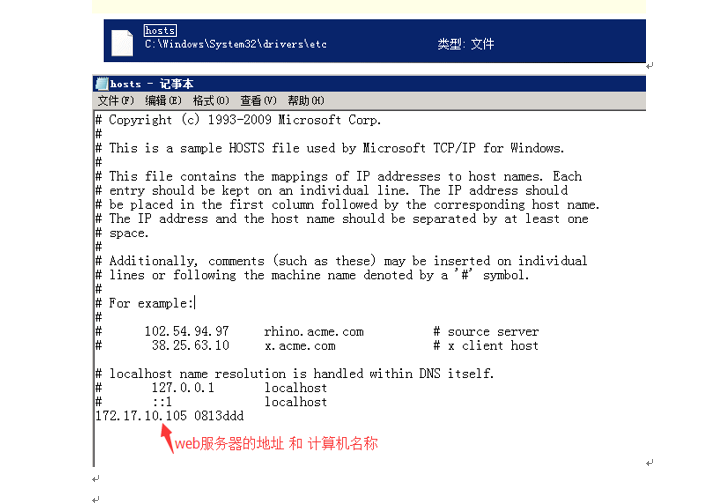 hosts
C:\Windows\System32\drivers\etc
类型: 文件
hosts - 记事本
文件(F) 编辑(E) 格式(O) 查看(V) 帮助(H)
# Copyright (c) 1993-2009 Microsoft Corp.
#
# This is a sample HOSTS file used by Microsoft TCP/IP for Windows.
#
# This file contains the mappings of IP addresses to host names. Each
# entry should be kept on an individual line. The IP address should
# be placed in the first column followed by the corresponding host name.
# The IP address and the host name should be separated by at least one
# space.
#
# Additionally, comments (such as these) may be inserted on individual
# lines or following the machine name denoted by a '#' symbol.
#
# For example:
#
#      102.54.94.97     rhino.acme.com          # source server
#       38.25.63.10     x.acme.com              # x client host

# localhost name resolution is handled within DNS itself.
#       127.0.0.1       localhost
#       ::1             localhost
172.17.10.105 0813ddd
web服务器的地址 和 计算机名称